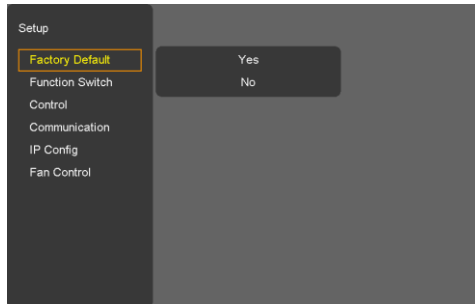 Setup
Factory Default
Yes
Function Switch
No
Control
Communication
IP Config
Fan Control